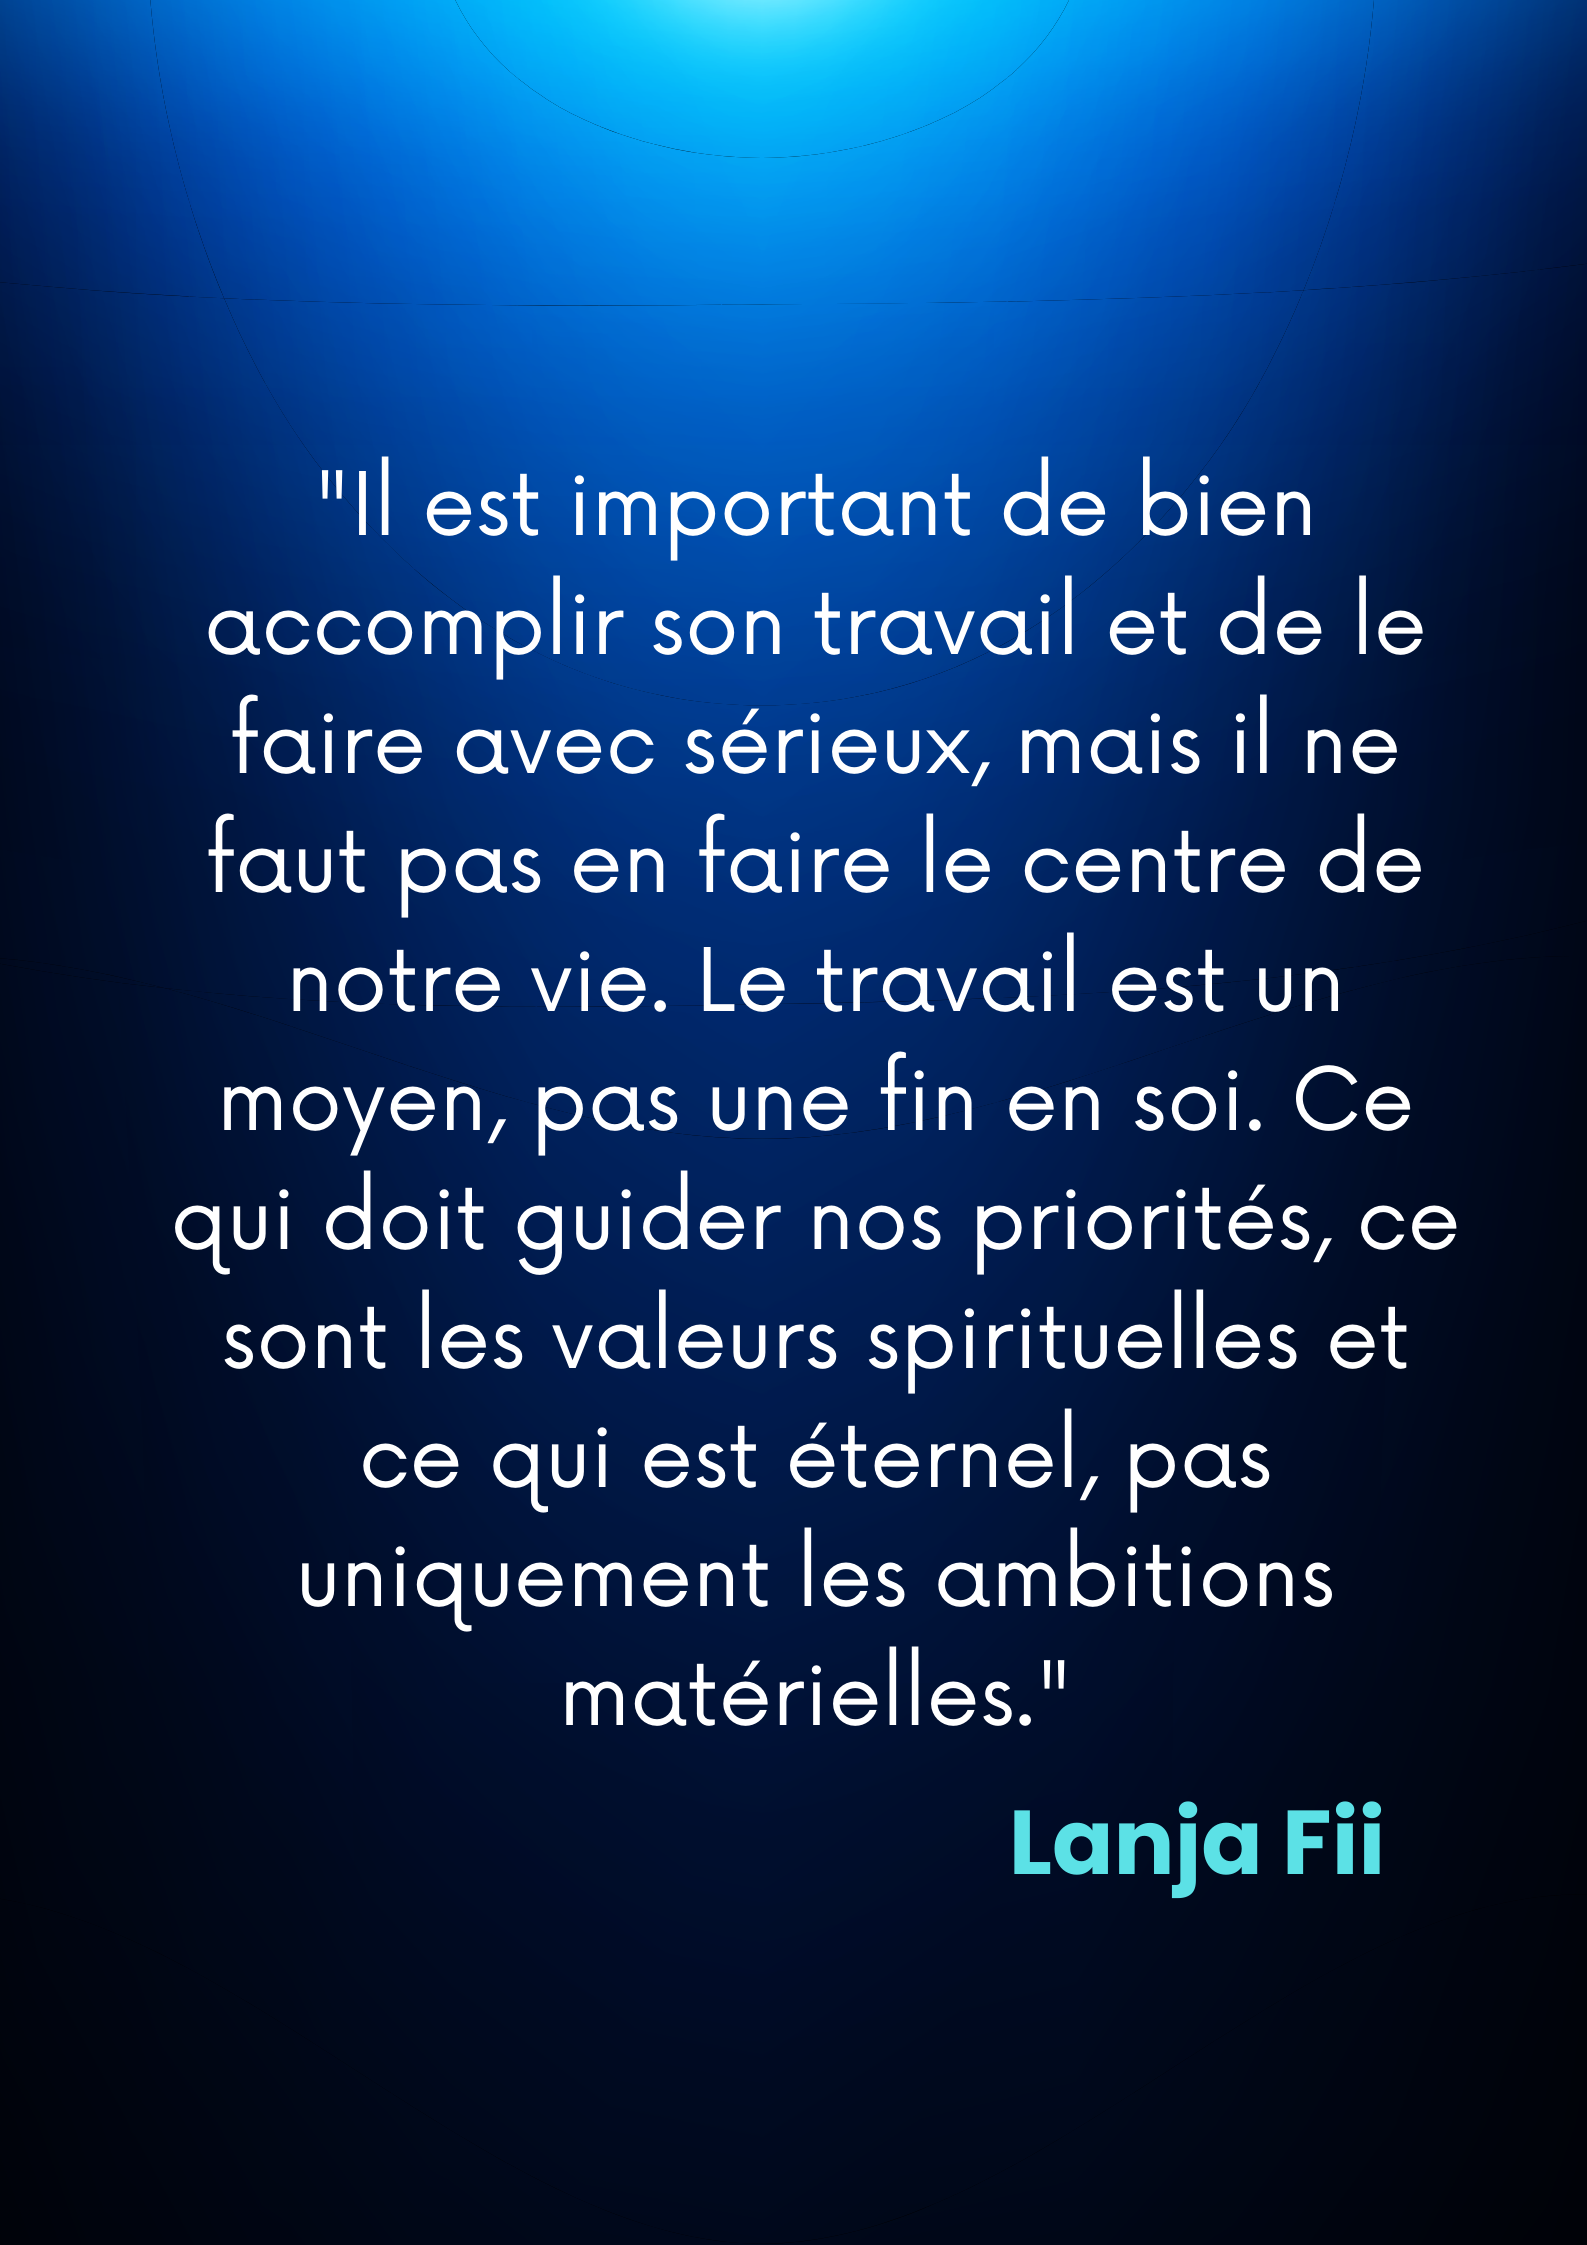 "Il est important de bien
accomplir son travail et de le
faire avec sérieux, mais il ne
faut pas en faire le centre de
notre vie. Le travail est un
moyen, pas une fin en soi. Ce
qui doit guider nos priorités, ce
sont les valeurs spirituelles et
ce qui est éternel, pas
uniquement les ambitions
matérielles."
Lanja Fii